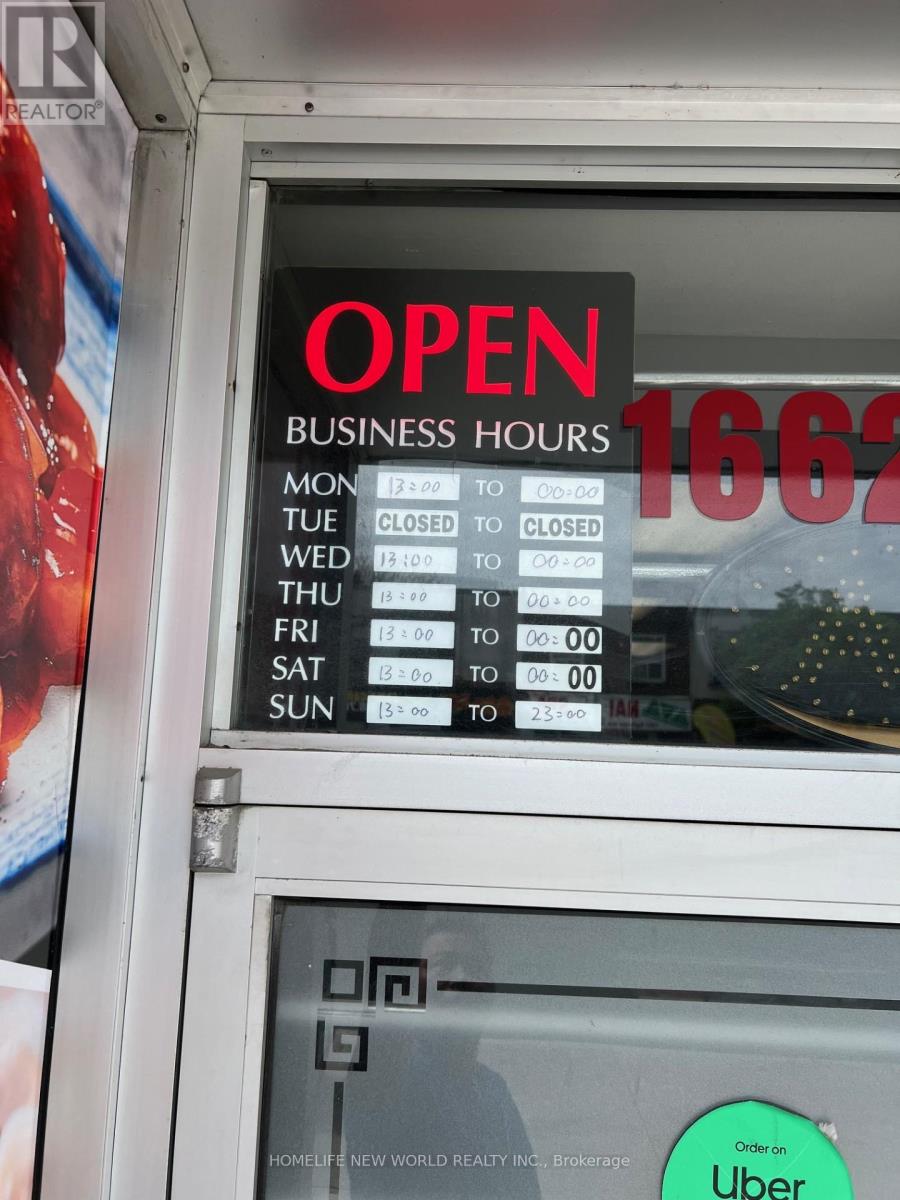 R
REALTOR®
OPEN
BUSINESS HOURS
MON 13:00 TO 00:00
TUE CLOSED TO CLOSED
WED 13:00 TO 00:00
THU 13:00 TO 00:00
FRI 13:00 TO 00:00
SAT 13:00 TO 00:00
SUN 13:00 TO 23:00
1662
Order on
Uber
HOMELIFE NEW WORLD REALTY INC., Brokerage